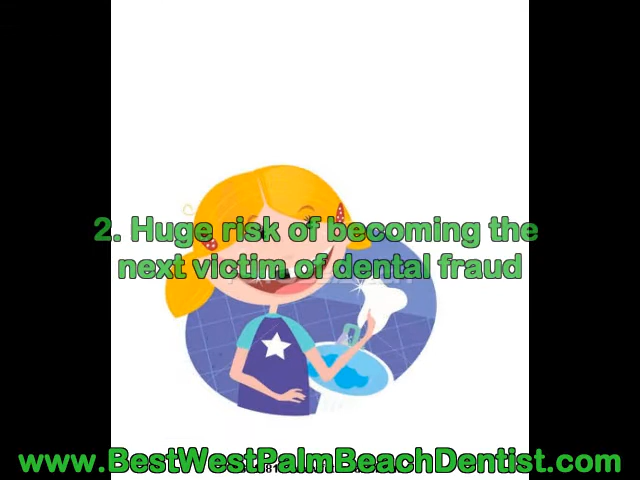 2. Huge risk of becoming the
next victim of dental fraud
www.BestWestPalmBeachDentist.com